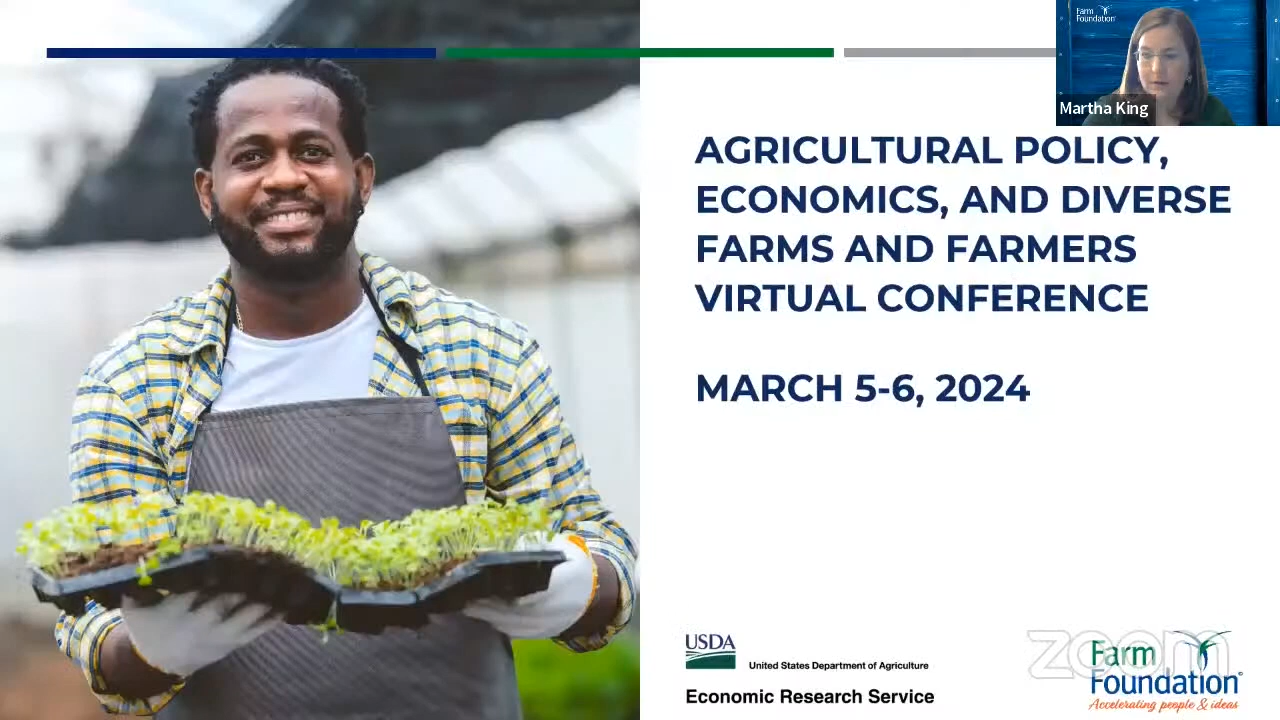 Farm
Foundation
Martha King
AGRICULTURAL POLICY,
ECONOMICS, AND DIVERSE
FARMS AND FARMERS
VIRTUAL CONFERENCE
MARCH 5-6, 2024
USDA
United States Department of Agriculture
Economic Research Service
zoom
Farm
Foundation
Accelerating people & ideas